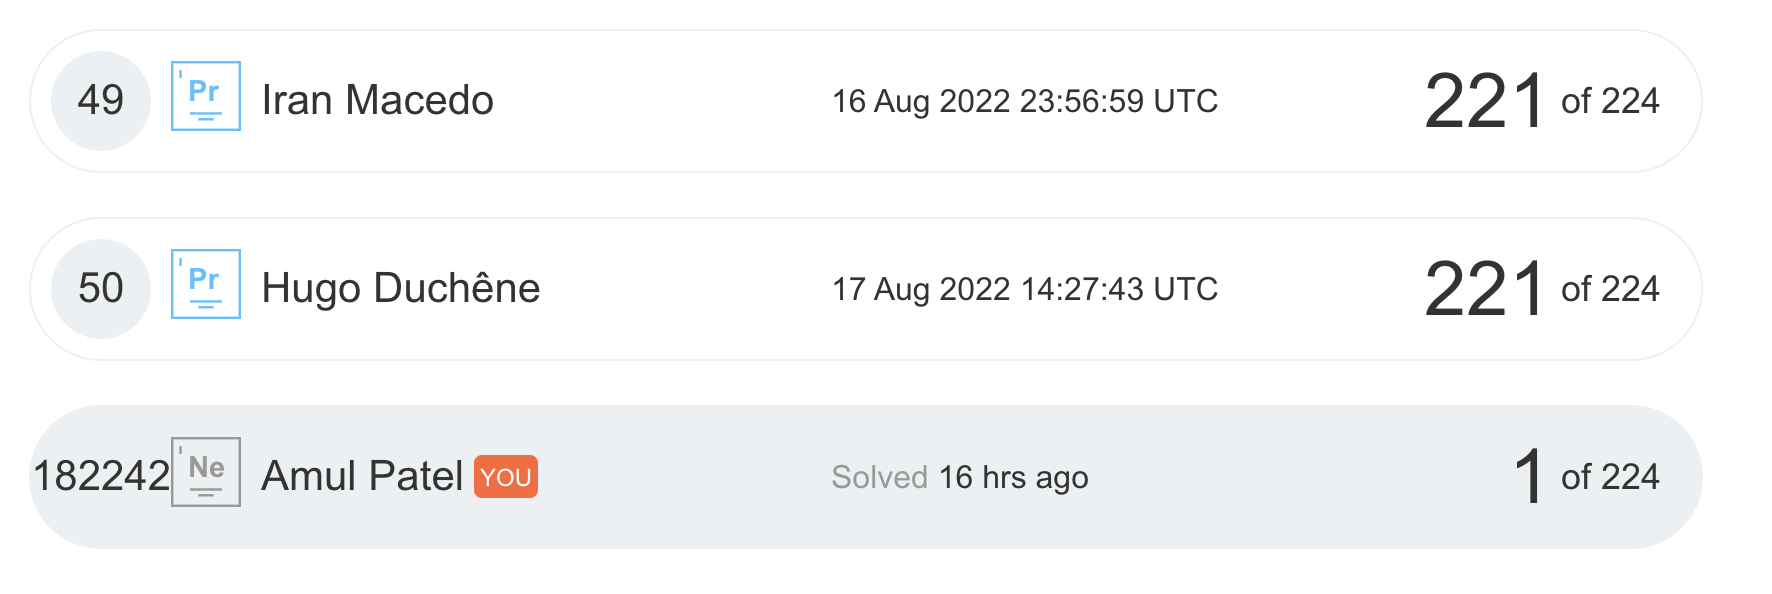 49 Pr Iran Macedo 16 Aug 2022 23:56:59 UTC 221 of 224
50 Pr Hugo Duchêne 17 Aug 2022 14:27:43 UTC 221 of 224
182242 Ne Amul Patel YOU Solved 16 hrs ago 1 of 224